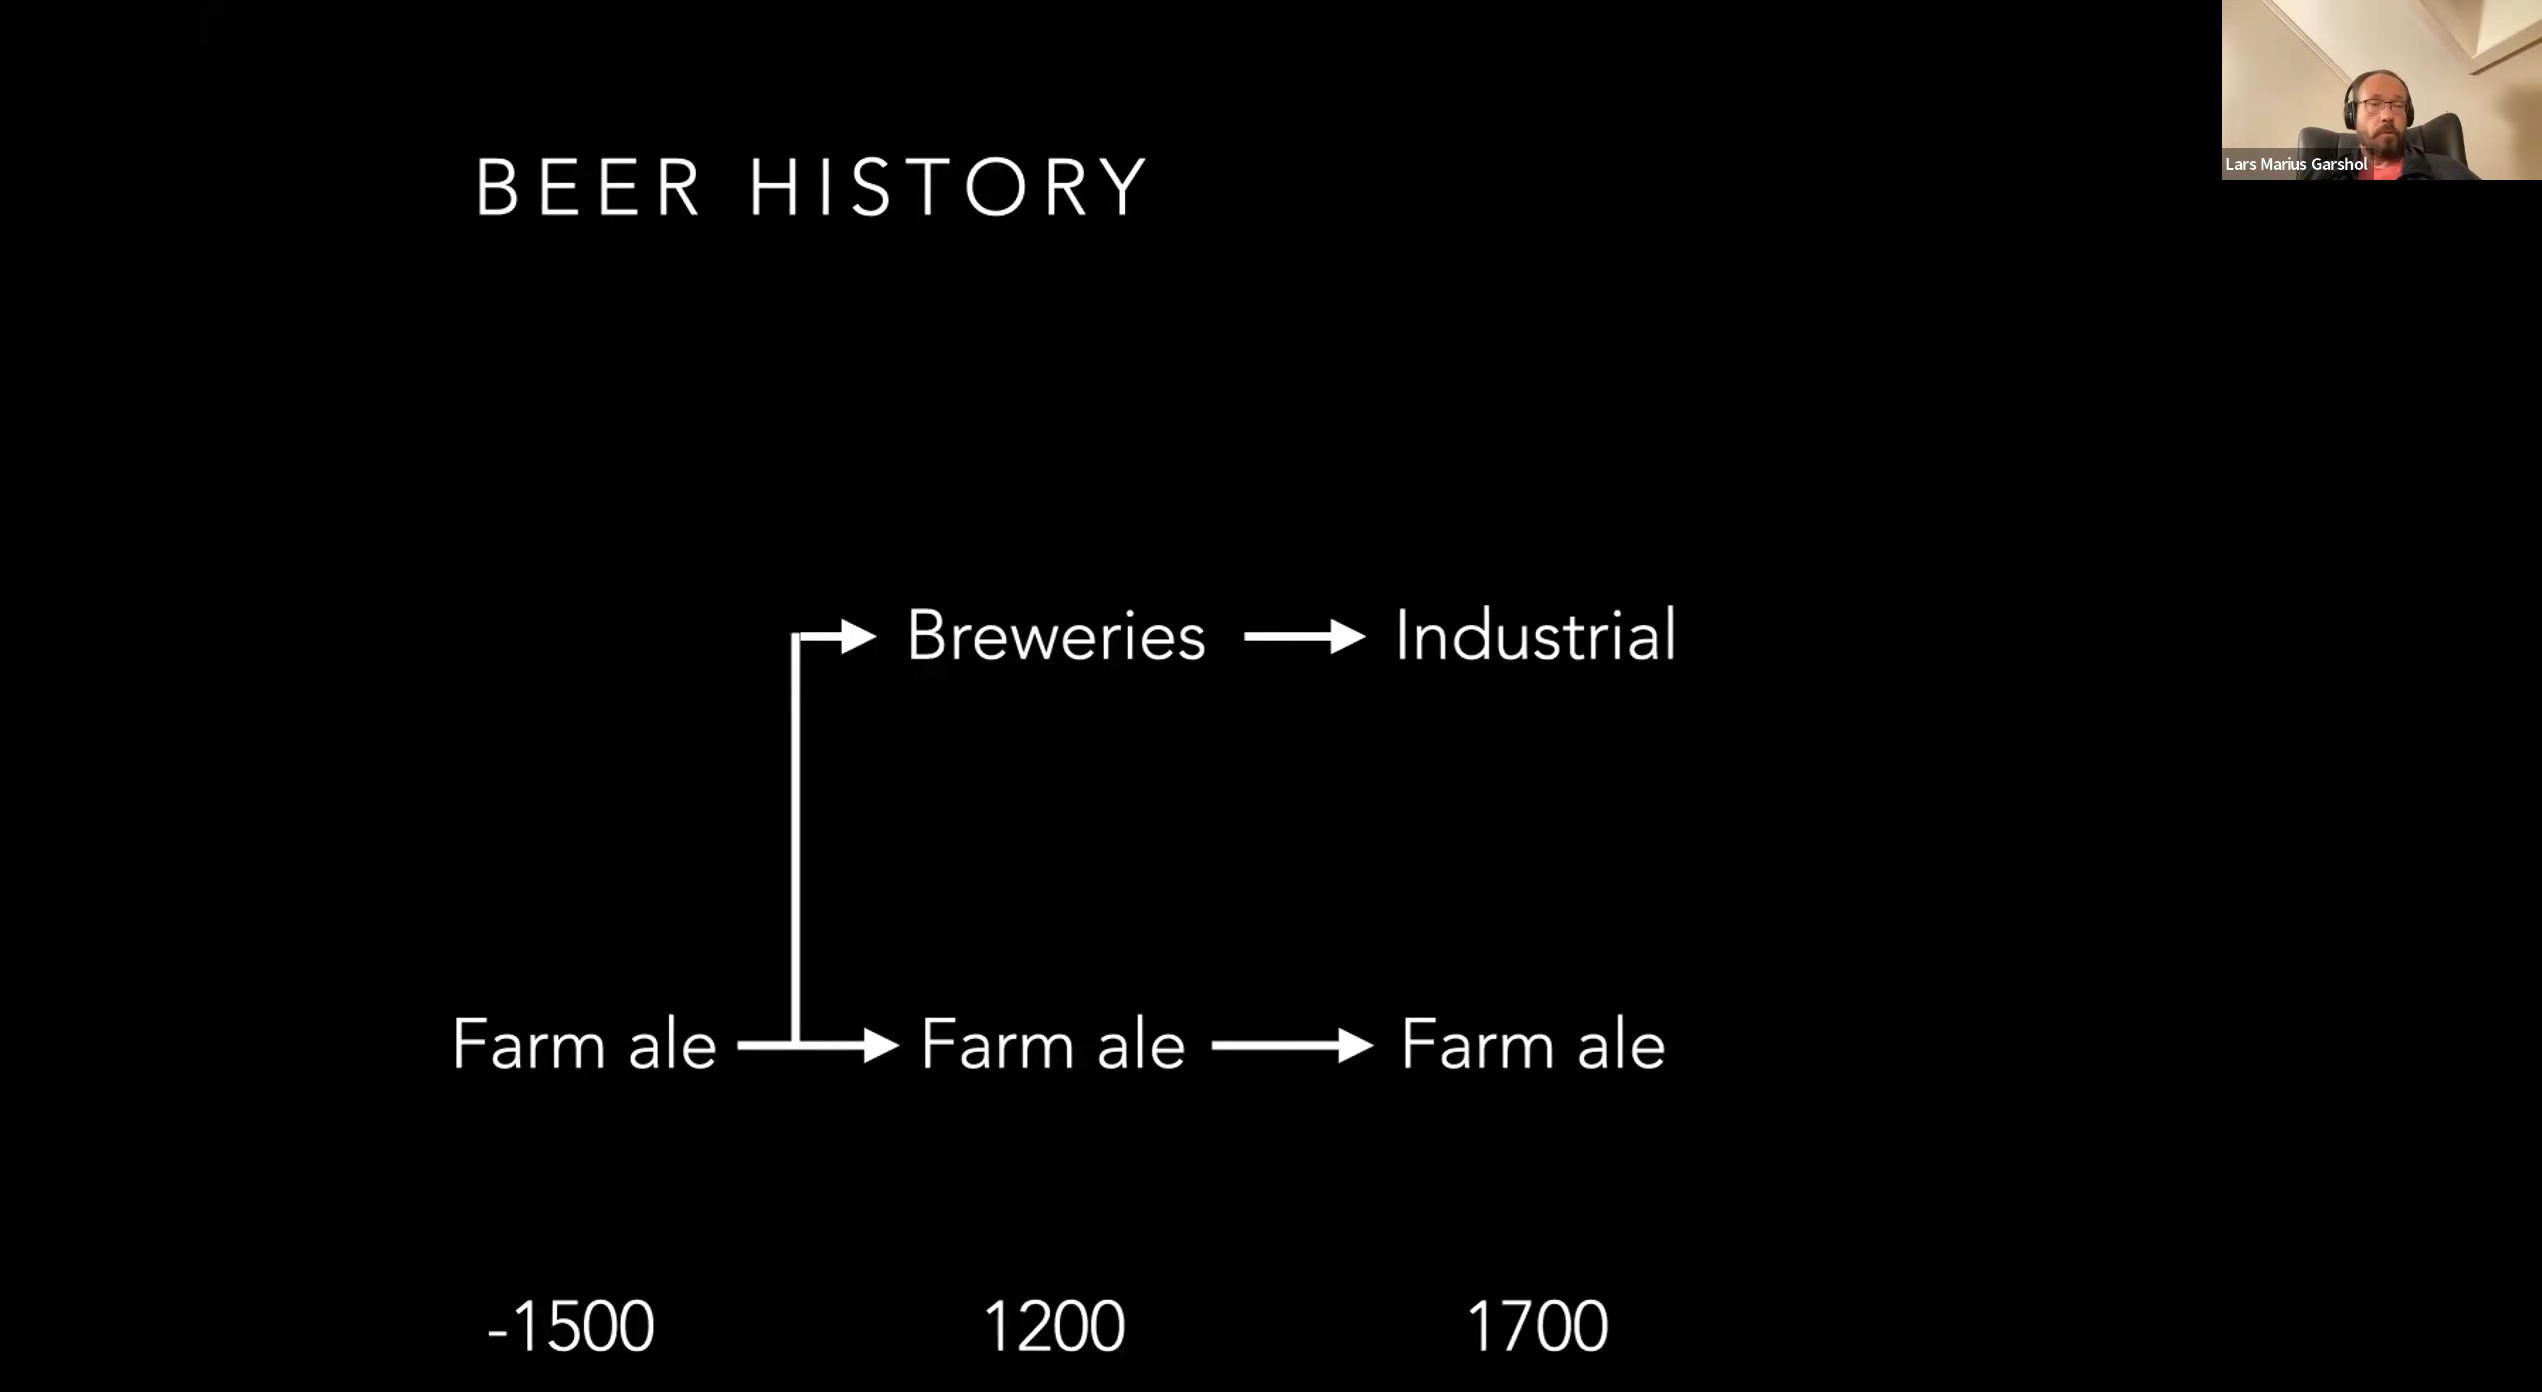 Lars Marius Garshol
BEER HISTORY
Breweries Industrial
Farm ale Farm ale Farm ale
-1500 1200 1700